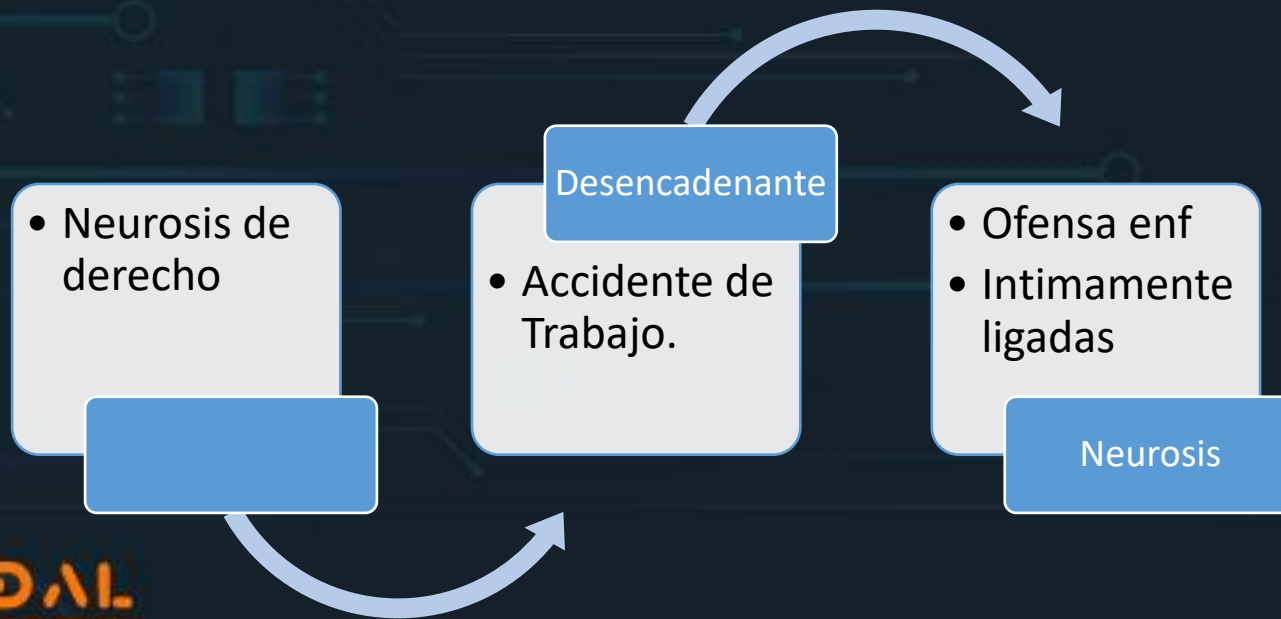 • Neurosis de
derecho
Desencadenante
• Accidente de
Trabajo.
• Ofensa enf
• Intimamente
ligadas
Neurosis